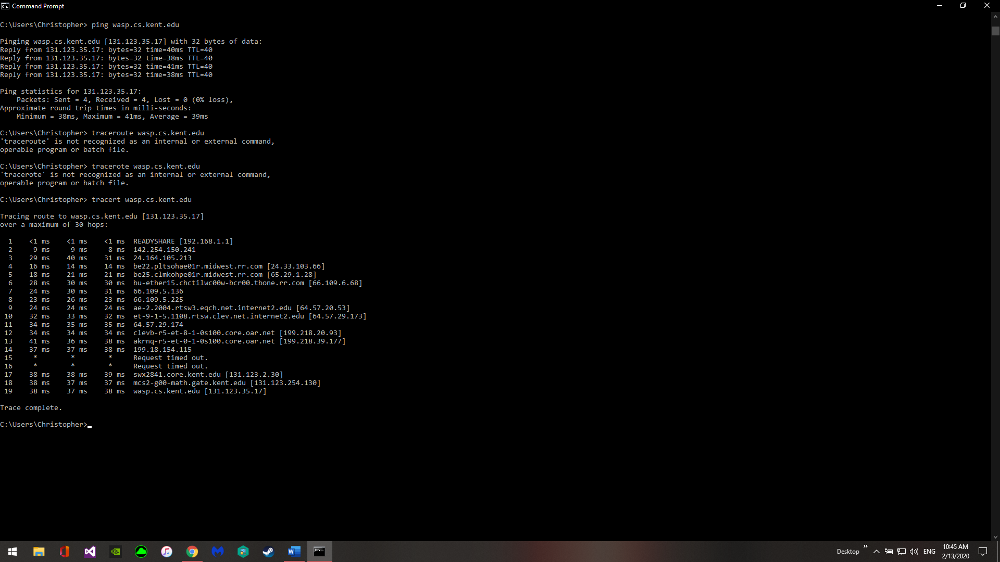 Command Prompt
C:\Users\Christopher> ping wasp.cs.kent.edu
Pinging wasp.cs.kent.edu [131.123.35.17] with 32 bytes of data:
Reply from 131.123.35.17: bytes=32 time=40ms TTL=40
Reply from 131.123.35.17: bytes=32 time=38ms TTL=40
Reply from 131.123.35.17: bytes=32 time=41ms TTL=40
Reply from 131.123.35.17: bytes=32 time=38ms TTL=40
Ping statistics for 131.123.35.17:
    Packets: Sent = 4, Received = 4, Lost = 0 (0% loss),
Approximate round trip times in milli-seconds:
    Minimum = 38ms, Maximum = 41ms, Average = 39ms
C:\Users\Christopher> traceroute wasp.cs.kent.edu
'traceroute' is not recognized as an internal or external command,
operable program or batch file.
C:\Users\Christopher> tracerote wasp.cs.kent.edu
'tracerote' is not recognized as an internal or external command,
operable program or batch file.
C:\Users\Christopher> tracert wasp.cs.kent.edu
Tracing route to wasp.cs.kent.edu [131.123.35.17]
over a maximum of 30 hops:
  1    <1 ms    <1 ms    <1 ms  READYSHARE [192.168.1.1]
  2     9 ms     9 ms     8 ms  142.254.150.241
  3    29 ms    40 ms    31 ms  24.164.105.213
  4    16 ms    14 ms    14 ms  be22.pltsohae01r.midwest.rr.com [24.33.103.66]
  5    18 ms    21 ms    21 ms  be25.clmkohpe01r.midwest.rr.com [65.29.1.28]
  6    28 ms    30 ms    30 ms  bu-ether15.chctilwc00w-bcr00.tbone.rr.com [66.109.6.68]
  7    24 ms    30 ms    31 ms  66.109.5.136
  8    23 ms    26 ms    23 ms  66.109.5.225
  9    24 ms    24 ms    24 ms  ae-2.2004.rtsw3.eqch.net.internet2.edu [64.57.20.53]
 10    32 ms    33 ms    32 ms  et-9-1-5.1108.rtsw.clev.net.internet2.edu [64.57.29.173]
 11    34 ms    35 ms    35 ms  64.57.29.174
 12    34 ms    34 ms    34 ms  clevb-r5-et-8-1-0s100.core.oar.net [199.218.20.93]
 13    41 ms    36 ms    38 ms  akrnq-r5-et-0-1-0s100.core.oar.net [199.218.39.177]
 14    37 ms    37 ms    38 ms  199.18.154.115
 15     *        *        *     Request timed out.
 16     *        *        *     Request timed out.
 17    38 ms    38 ms    39 ms  swx2841.core.kent.edu [131.123.2.30]
 18    38 ms    37 ms    37 ms  mcs2-g00-math.gate.kent.edu [131.123.254.130]
 19    38 ms    37 ms    38 ms  wasp.cs.kent.edu [131.123.35.17]
Trace complete.
C:\Users\Christopher>
Desktop
ENG
10:45 AM
2/13/2020